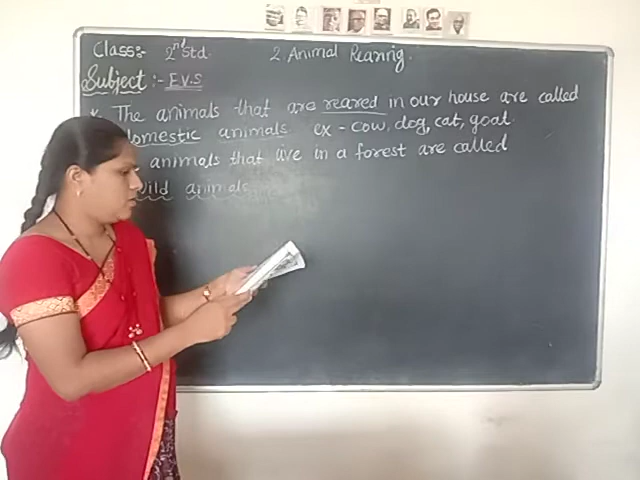 Class:- 2nd Std. 2 Animal Rearing.
Subject :- E.V.S
* The animals that are reared in our house are called
domestic animals ex - cow, dog, cat, goat.
animals that live in a forest are called
wild animals